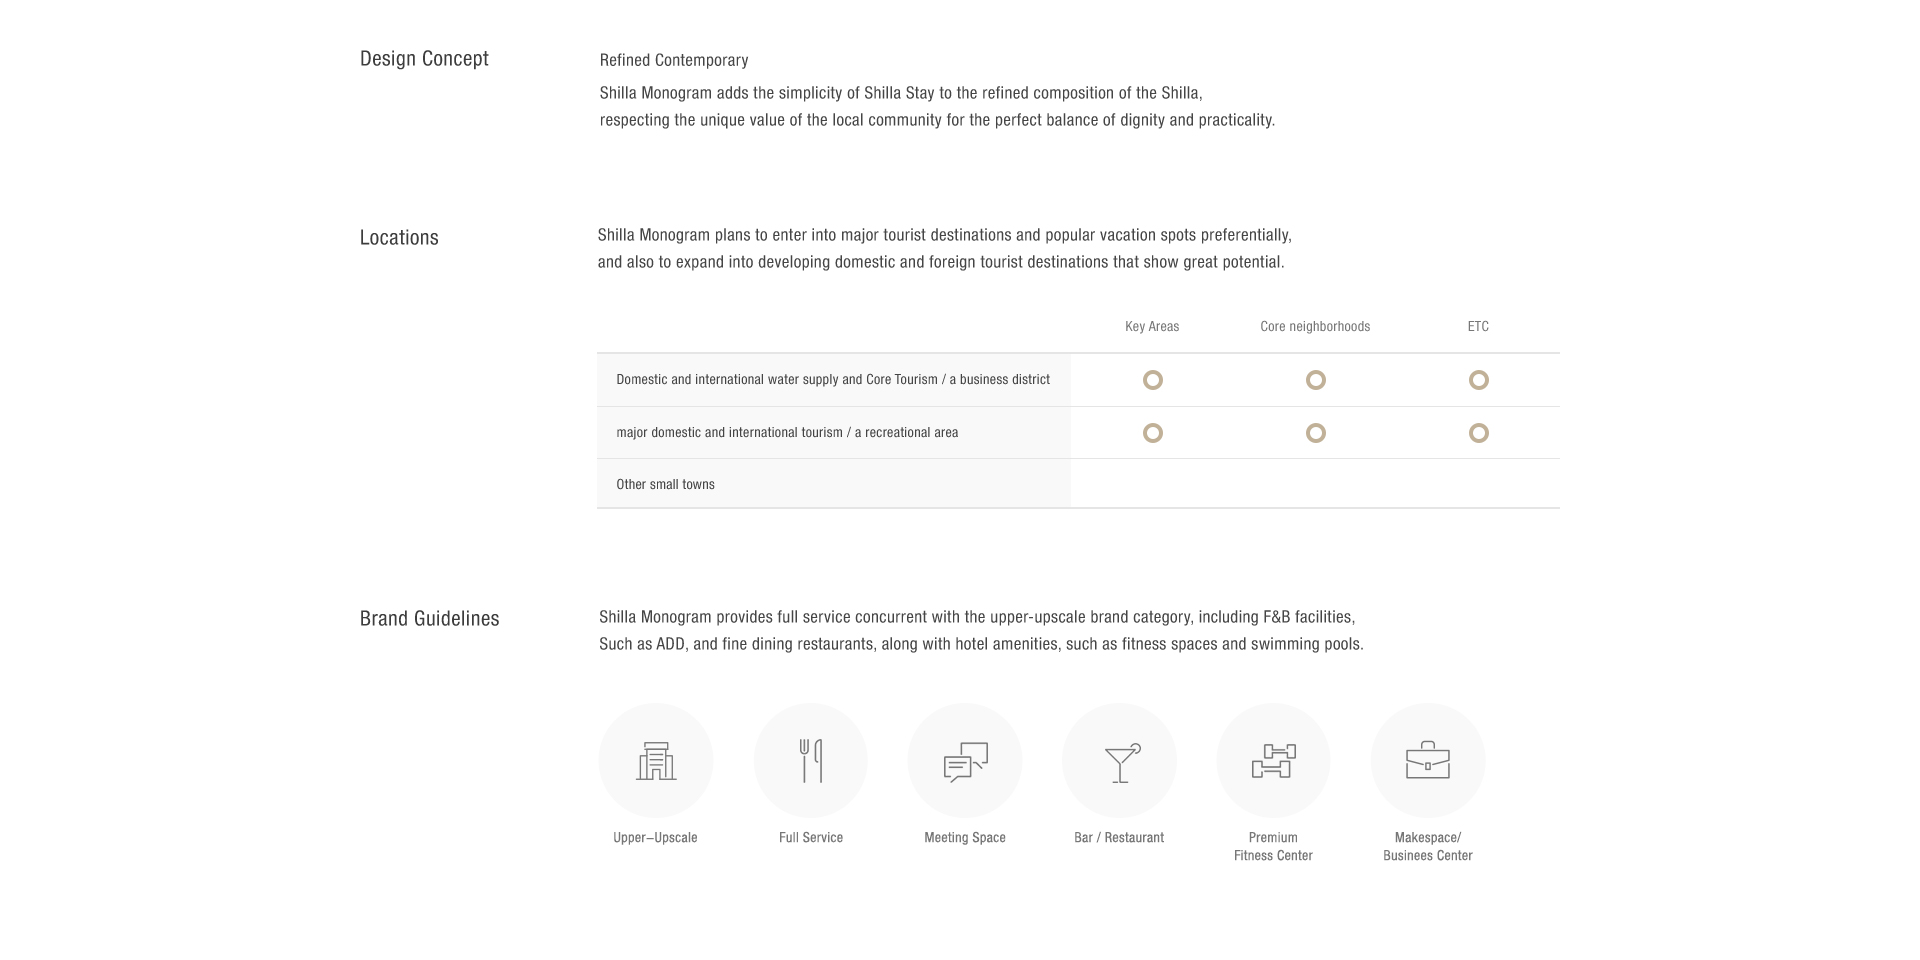 Design Concept
Refined Contemporary
Shilla Monogram adds the simplicity of Shilla Stay to the refined composition of the Shilla,
respecting the unique value of the local community for the perfect balance of dignity and practicality.
Locations
Shilla Monogram plans to enter into major tourist destinations and popular vacation spots preferentially,
and also to expand into developing domestic and foreign tourist destinations that show great potential.
Key Areas Core neighborhoods ETC
Domestic and international water supply and Core Tourism / a business district
major domestic and international tourism / a recreational area
Other small towns
Brand Guidelines
Shilla Monogram provides full service concurrent with the upper-upscale brand category, including F&B facilities,
Such as ADD, and fine dining restaurants, along with hotel amenities, such as fitness spaces and swimming pools.
Upper–Upscale
Full Service
Meeting Space
Bar / Restaurant
Premium
Fitness Center
Makespace/
Businees Center